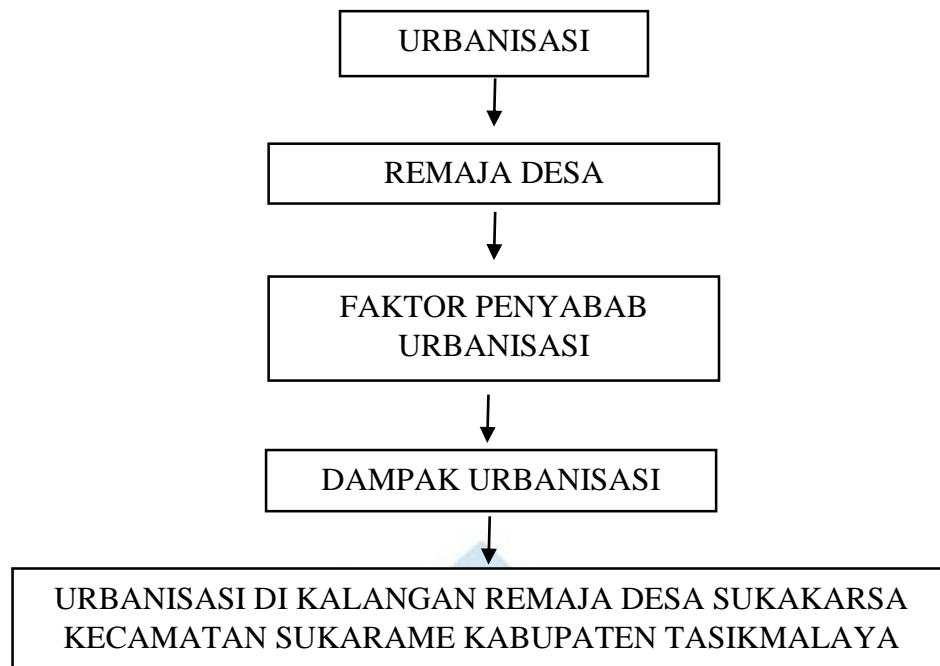 URBANISASI
REMAJA DESA
FAKTOR PENYABAB
URBANISASI
DAMPAK URBANISASI
URBANISASI DI KALANGAN REMAJA DESA SUKAKARSA
KECAMATAN SUKARAME KABUPATEN TASIKMALAYA